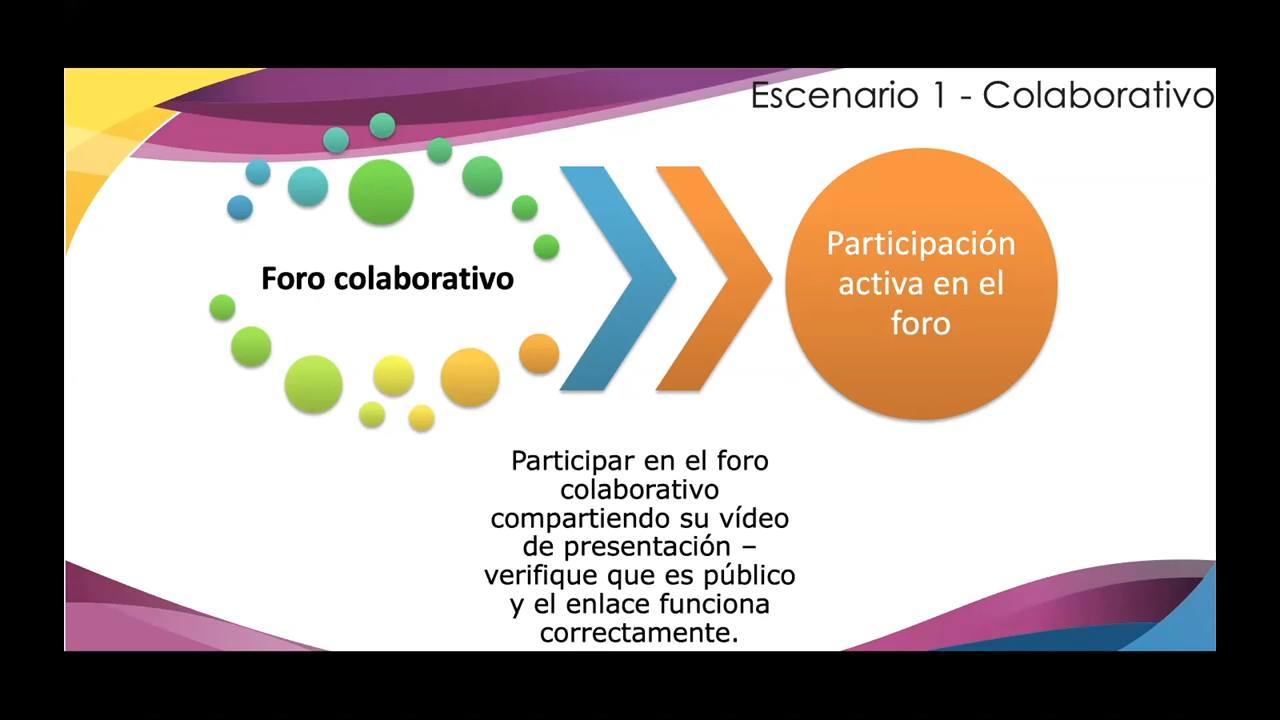 Escenario 1 - Colaborativo
Foro colaborativo
Participación
activa en el
foro
Participar en el foro
colaborativo
compartiendo su vídeo
de presentación –
verifique que es público
y el enlace funciona
correctamente.